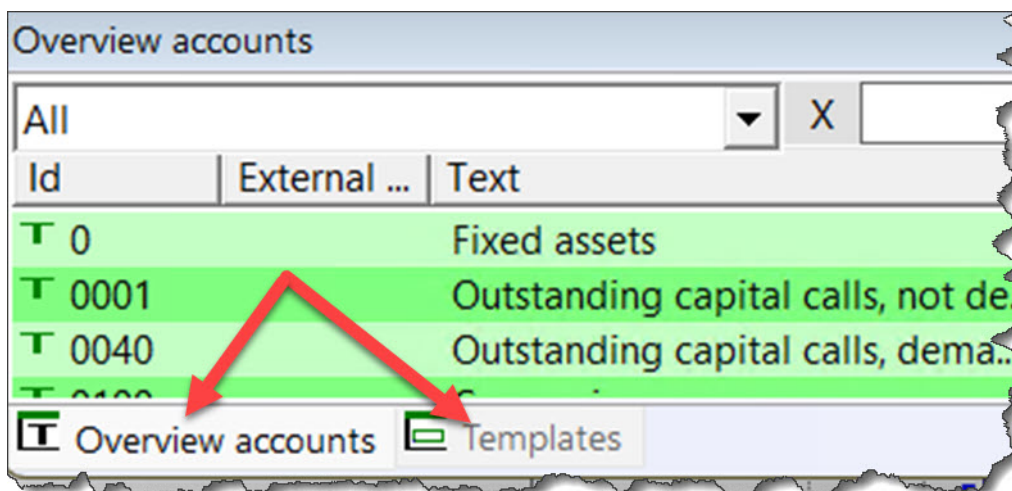 Overview accounts
All X
Id External ... Text
0 Fixed assets
0001 Outstanding capital calls, not de.
0040 Outstanding capital calls, dema..
Overview accounts Templates